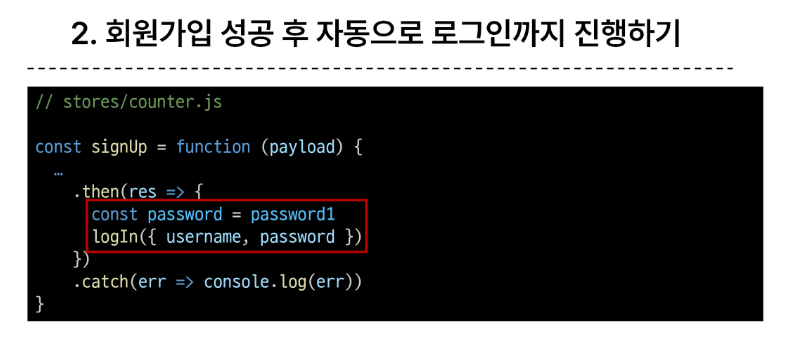 2. 회원가입 성공 후 자동으로 로그인까지 진행하기
// stores/counter.js
const signUp = function (payload) {
…
.then(res => {
const password = password1
logIn({ username, password })
})
.catch(err => console.log(err))
}